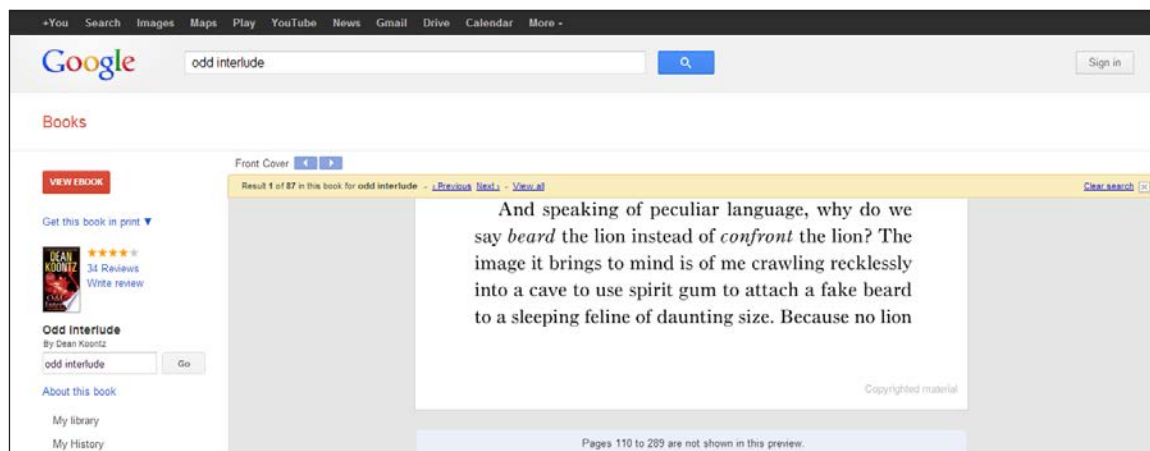 +You Search Images Maps Play YouTube News Gmail Drive Calendar More -
Google
odd interlude
Sign in
Books
Front Cover
VIEW EBOOK
Result 1 of 87 in this book for odd interlude - ‹ Previous Next › - View all
Clear search
Get this book in print ▼
And speaking of peculiar language, why do we
say beard the lion instead of confront the lion? The
image it brings to mind is of me crawling recklessly
into a cave to use spirit gum to attach a fake beard
to a sleeping feline of daunting size. Because no lion
DEAN
KOONTZ
Odd
34 Reviews
Write review
Odd Interlude
By Dean Koontz
odd interlude
Go
About this book
Copyrighted material
My library
My History
Pages 110 to 289 are not shown in this preview.